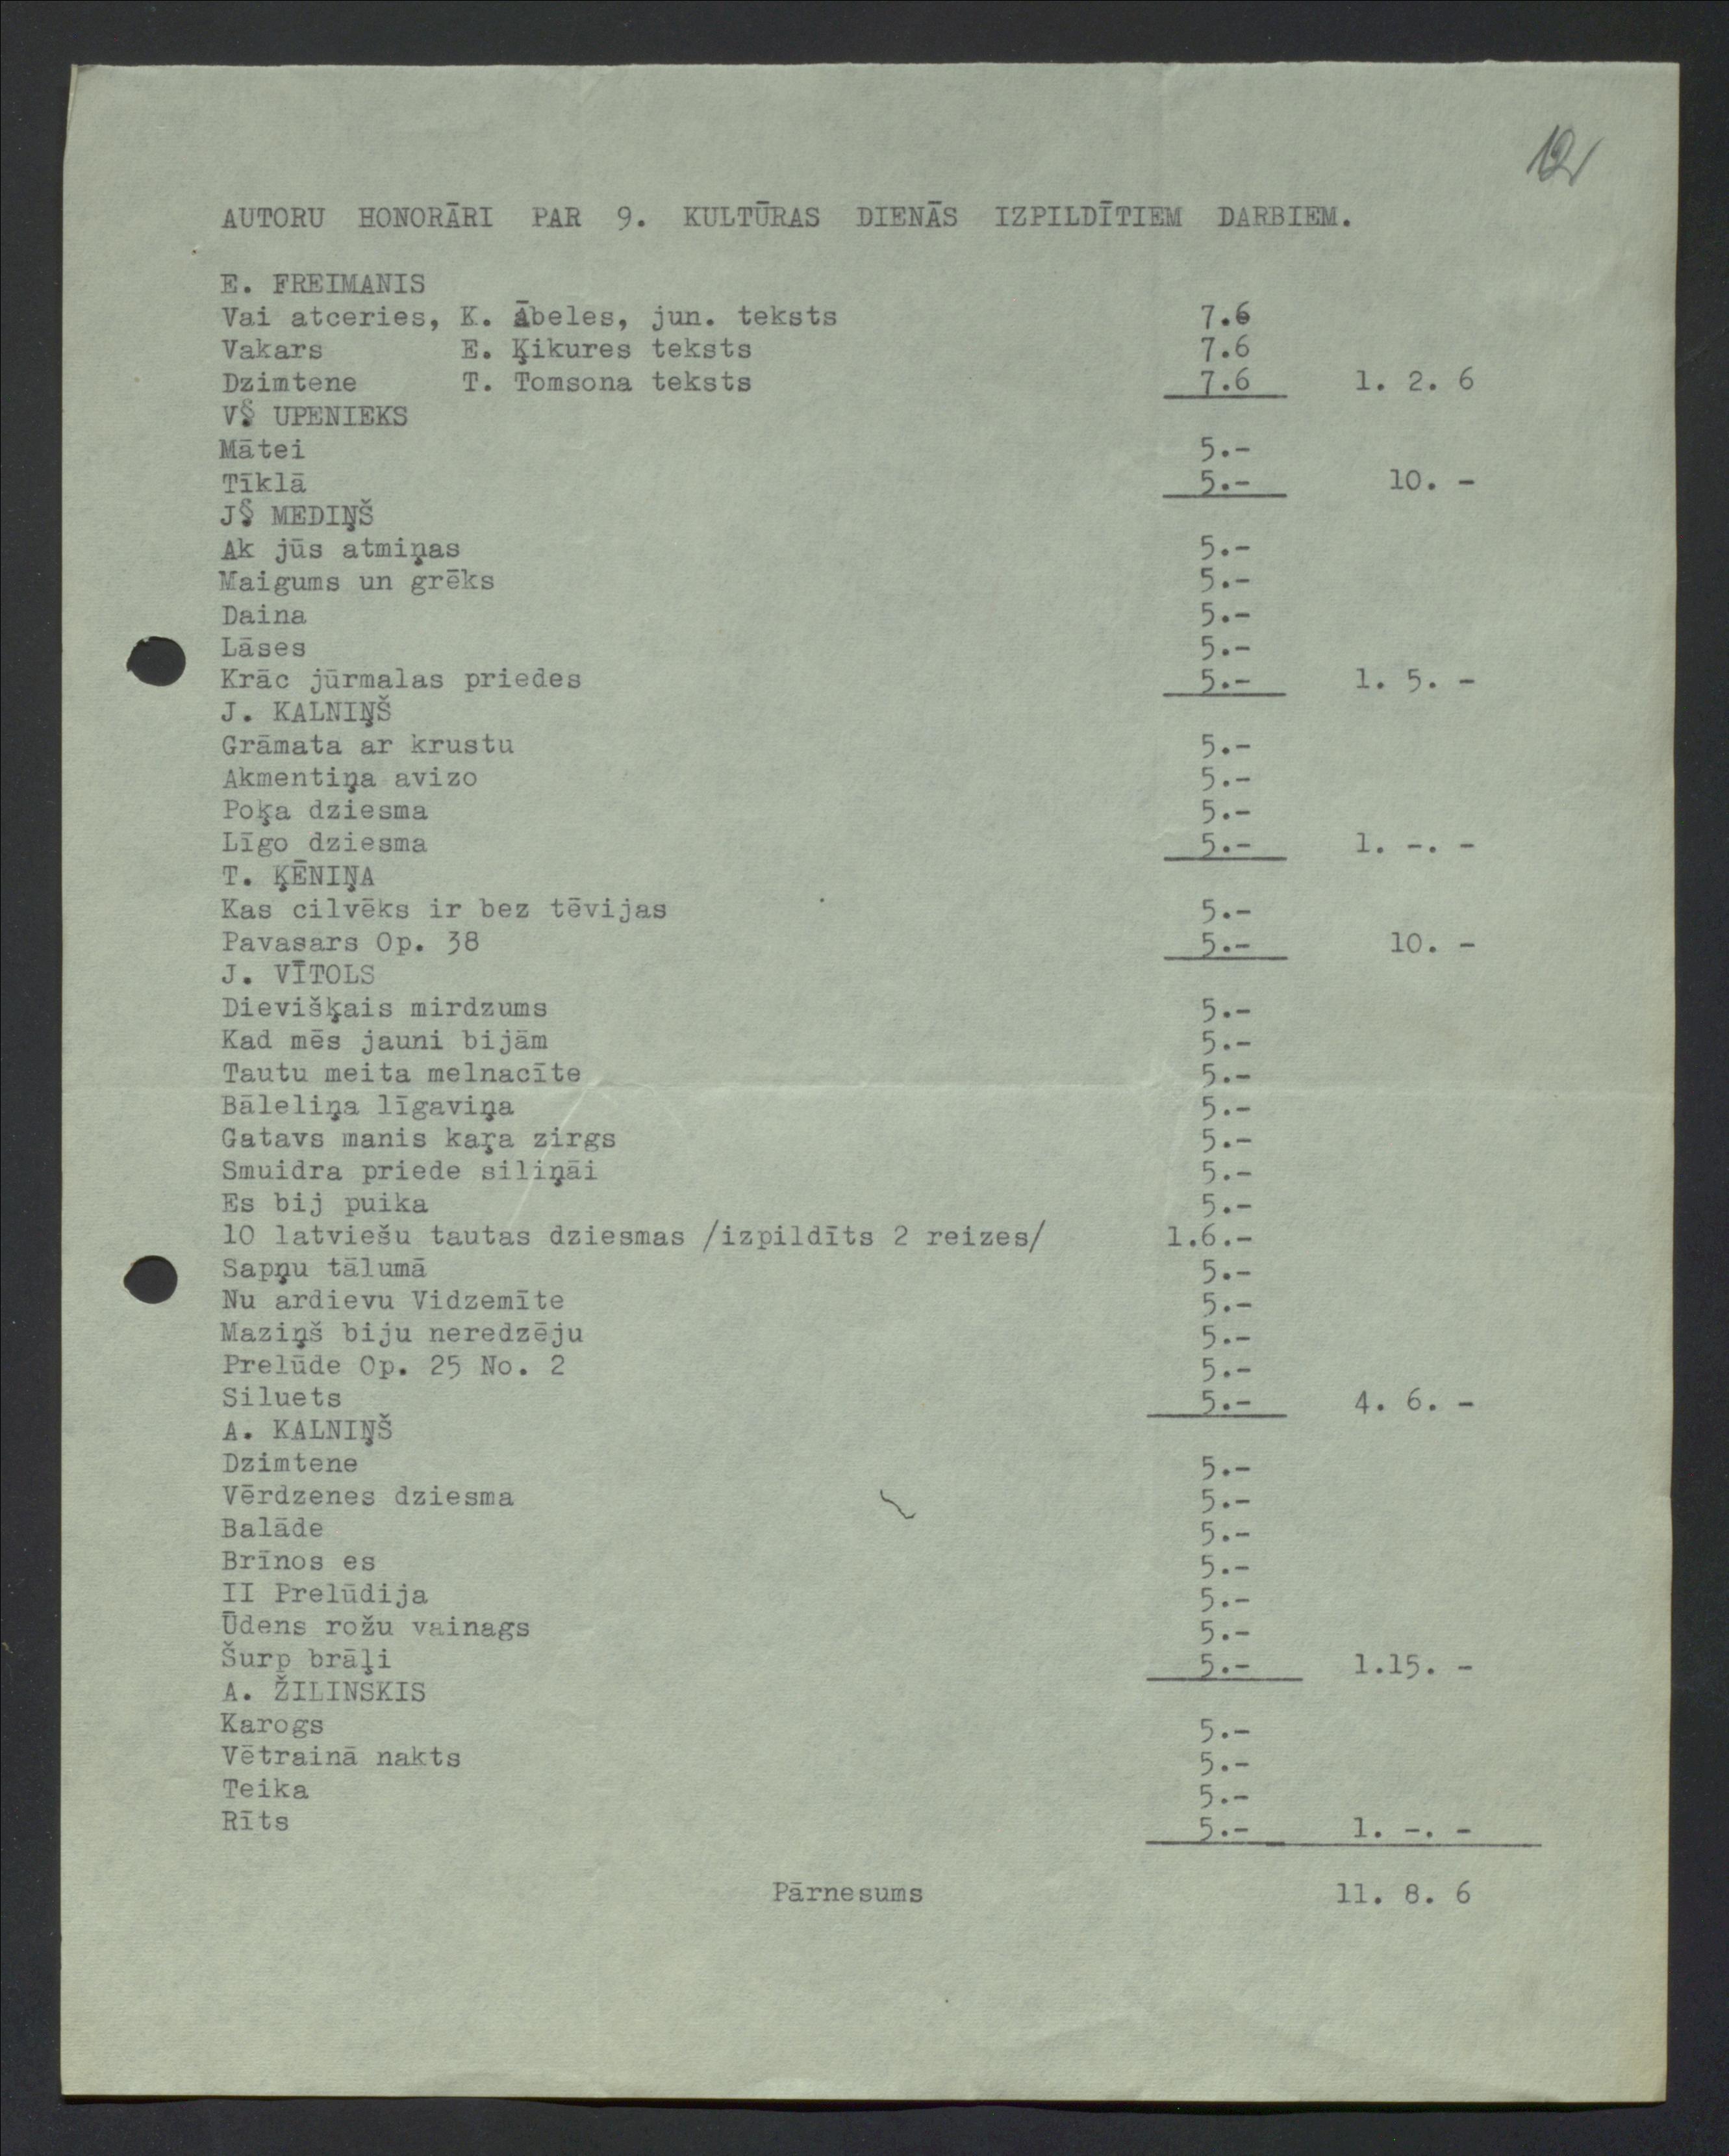 12
AUTORU HONORĀRI PAR 9. KULTŪRAS DIENĀS IZPILDĪTIEM DARBIEM.
E. FREIMANIS
Vai atceries, K. Ābeles, jun. teksts 7.6
Vakars E. Ķikures teksts 7.6
Dzimtene T. Tomsona teksts 7.6 1. 2. 6
V. UPENIEKS
Mātei 5.-
Tīklā 5.- 10. -
J. MEDIŅŠ
Ak jūs atmiņas 5.-
Maigums un grēks 5.-
Daina 5.-
Lāses 5.-
Krāc jūrmalas priedes 5.- 1. 5. -
J. KALNIŅŠ
Grāmata ar krustu 5.-
Akmentiņa avizo 5.-
Poķa dziesma 5.-
Līgo dziesma 5.- 1. -. -
T. ĶĒNIŅA
Kas cilvēks ir bez tēvijas 5.-
Pavasars Op. 38 5.- 10. -
J. VĪTOLS
Dievišķais mirdzums 5.-
Kad mēs jauni bijām 5.-
Tautu meita melnacīte 5.-
Bāleliņa līgaviņa 5.-
Gatavs manis kaŗa zirgs 5.-
Smuidra priede siliņāi 5.-
Es bij puika 5.-
10 latviešu tautas dziesmas /izpildīts 2 reizes/ 1.6.-
Sapņu tālumā 5.-
Nu ardievu Vidzemīte 5.-
Maziņš biju neredzēju 5.-
Prelūde Op. 25 No. 2 5.-
Siluets 5.- 4. 6. -
A. KALNIŅŠ
Dzimtene 5.-
Vērdzenes dziesma 5.-
Balāde 5.-
Brīnos es 5.-
II Prelūdija 5.-
Ūdens rožu vainags 5.-
Šurp brāļi 5.- 1.15. -
A. ŽILINSKIS
Karogs 5.-
Vētrainā nakts 5.-
Teika 5.-
Rīts 5.- 1. -. -
Pārnesums 11. 8. 6